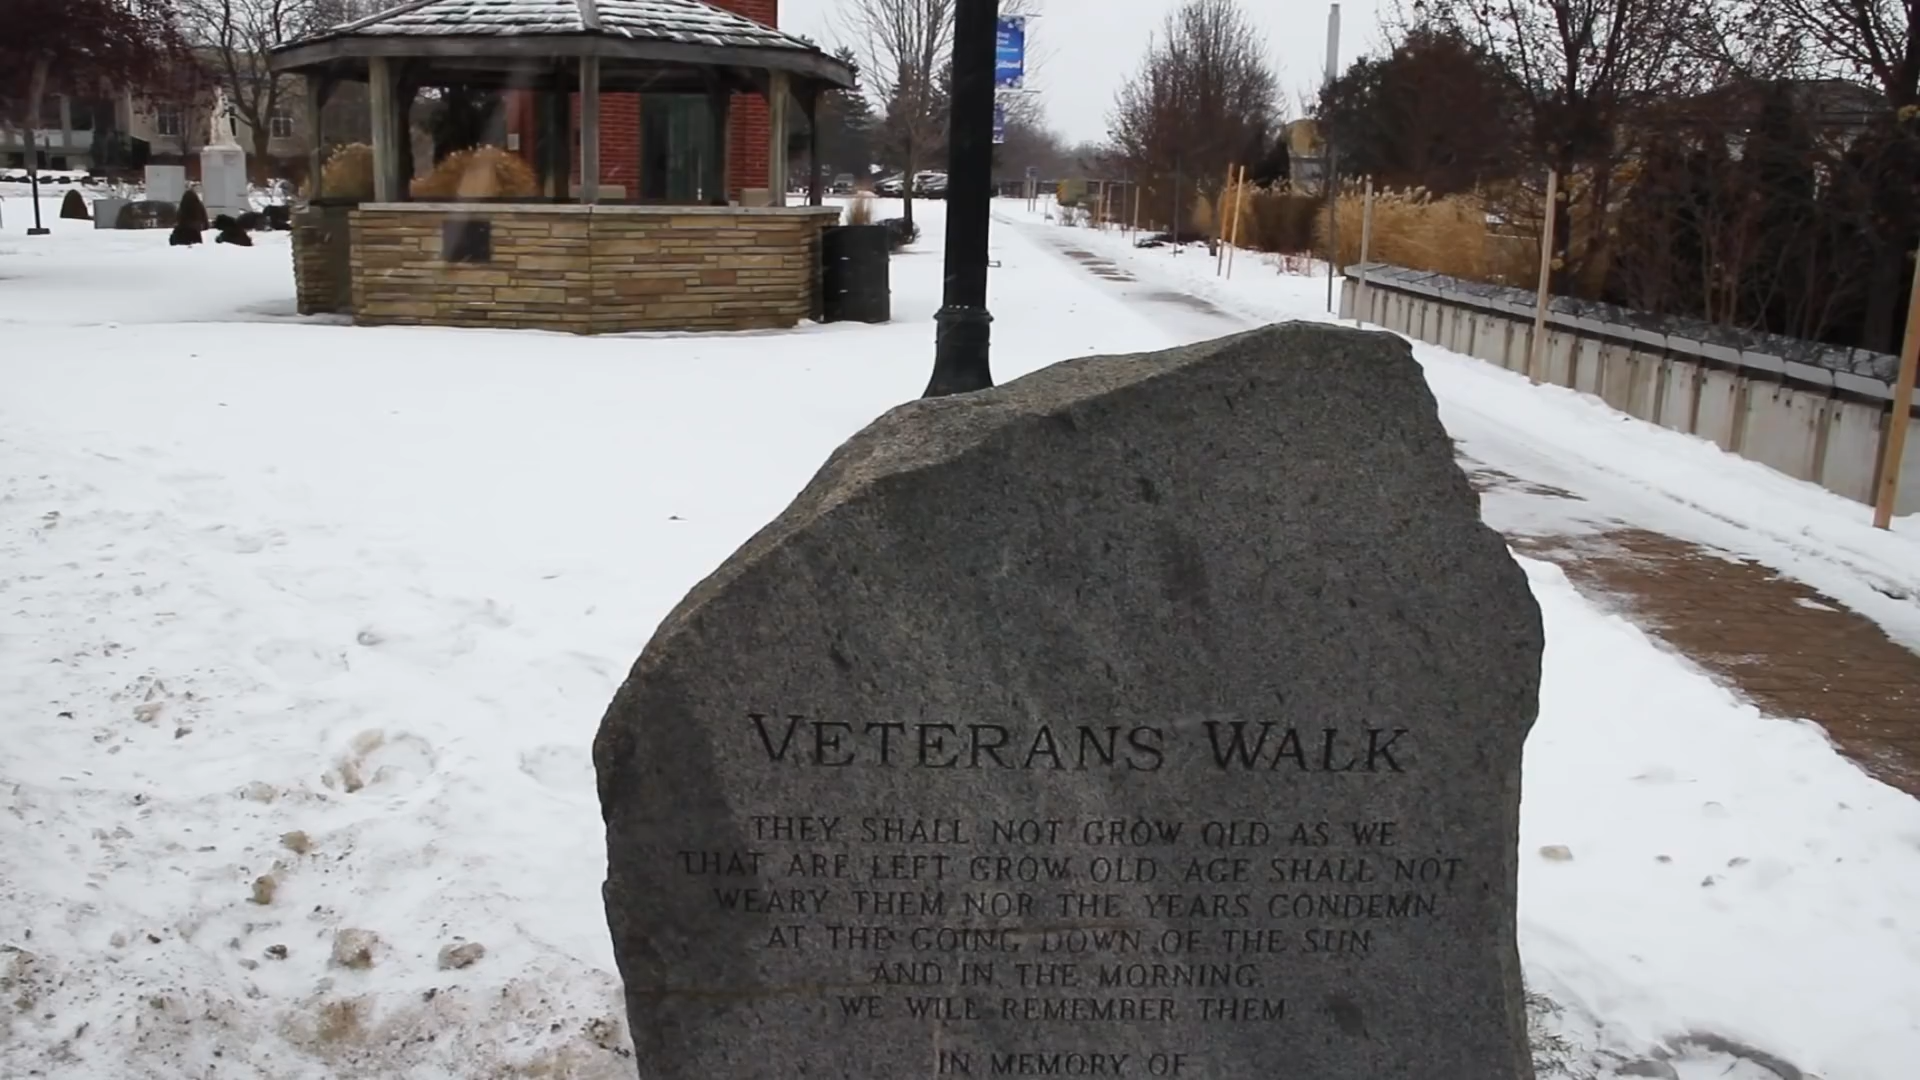 VETERANS WALK
THEY SHALL NOT GROW OLD AS WE
THAT ARE LEFT GROW OLD AGE SHALL NOT
WEARY THEM NOR THE YEARS CONDEMN.
AT THE GOING DOWN OF THE SUN
AND IN THE MORNING.
WE WILL REMEMBER THEM
IN MEMORY OF